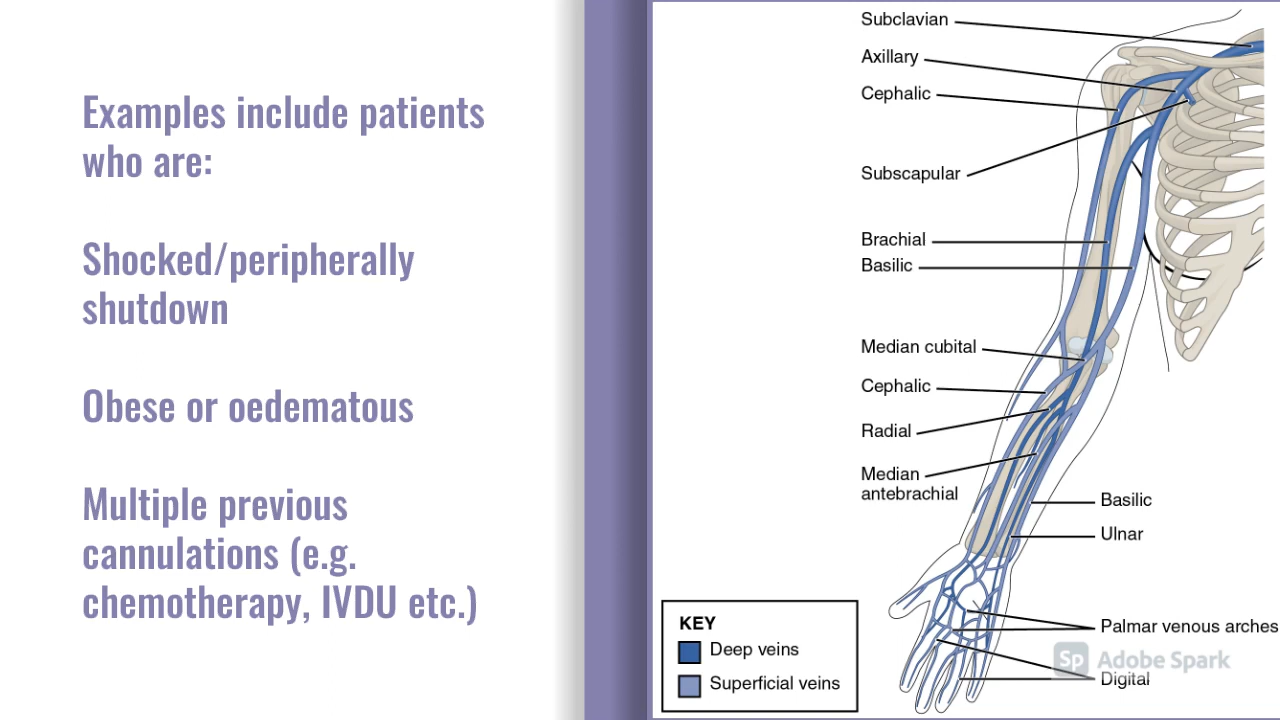 Examples include patients
who are:
Shocked/peripherally
shutdown
Obese or oedematous
Multiple previous
cannulations (e.g.
chemotherapy, IVDU etc.)
Subclavian
Axillary
Cephalic
Subscapular
Brachial
Basilic
Median cubital
Cephalic
Radial
Median
antebrachial
Basilic
Ulnar
Palmar venous arches
Digital
KEY
Deep veins
Superficial veins
Sp Adobe Spark